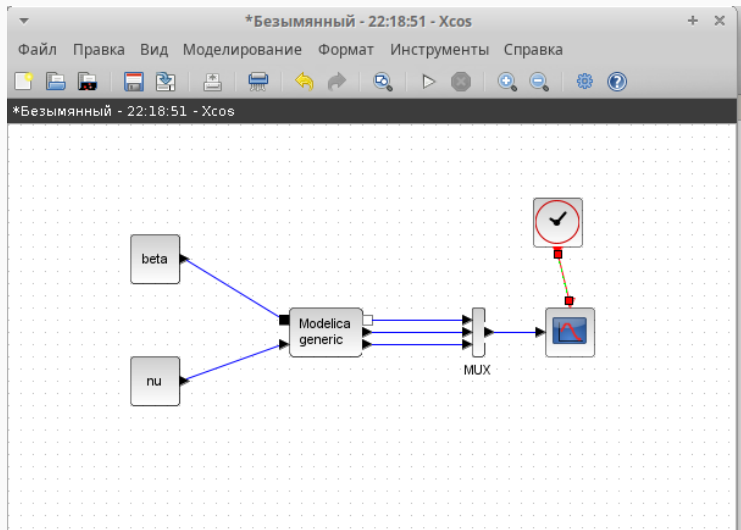 *Безымянный - 22:18:51 - Xcos
Файл Правка Вид Моделирование Формат Инструменты Справка
*Безымянный - 22:18:51 - Xcos
beta
Modelica
generic
MUX
nu